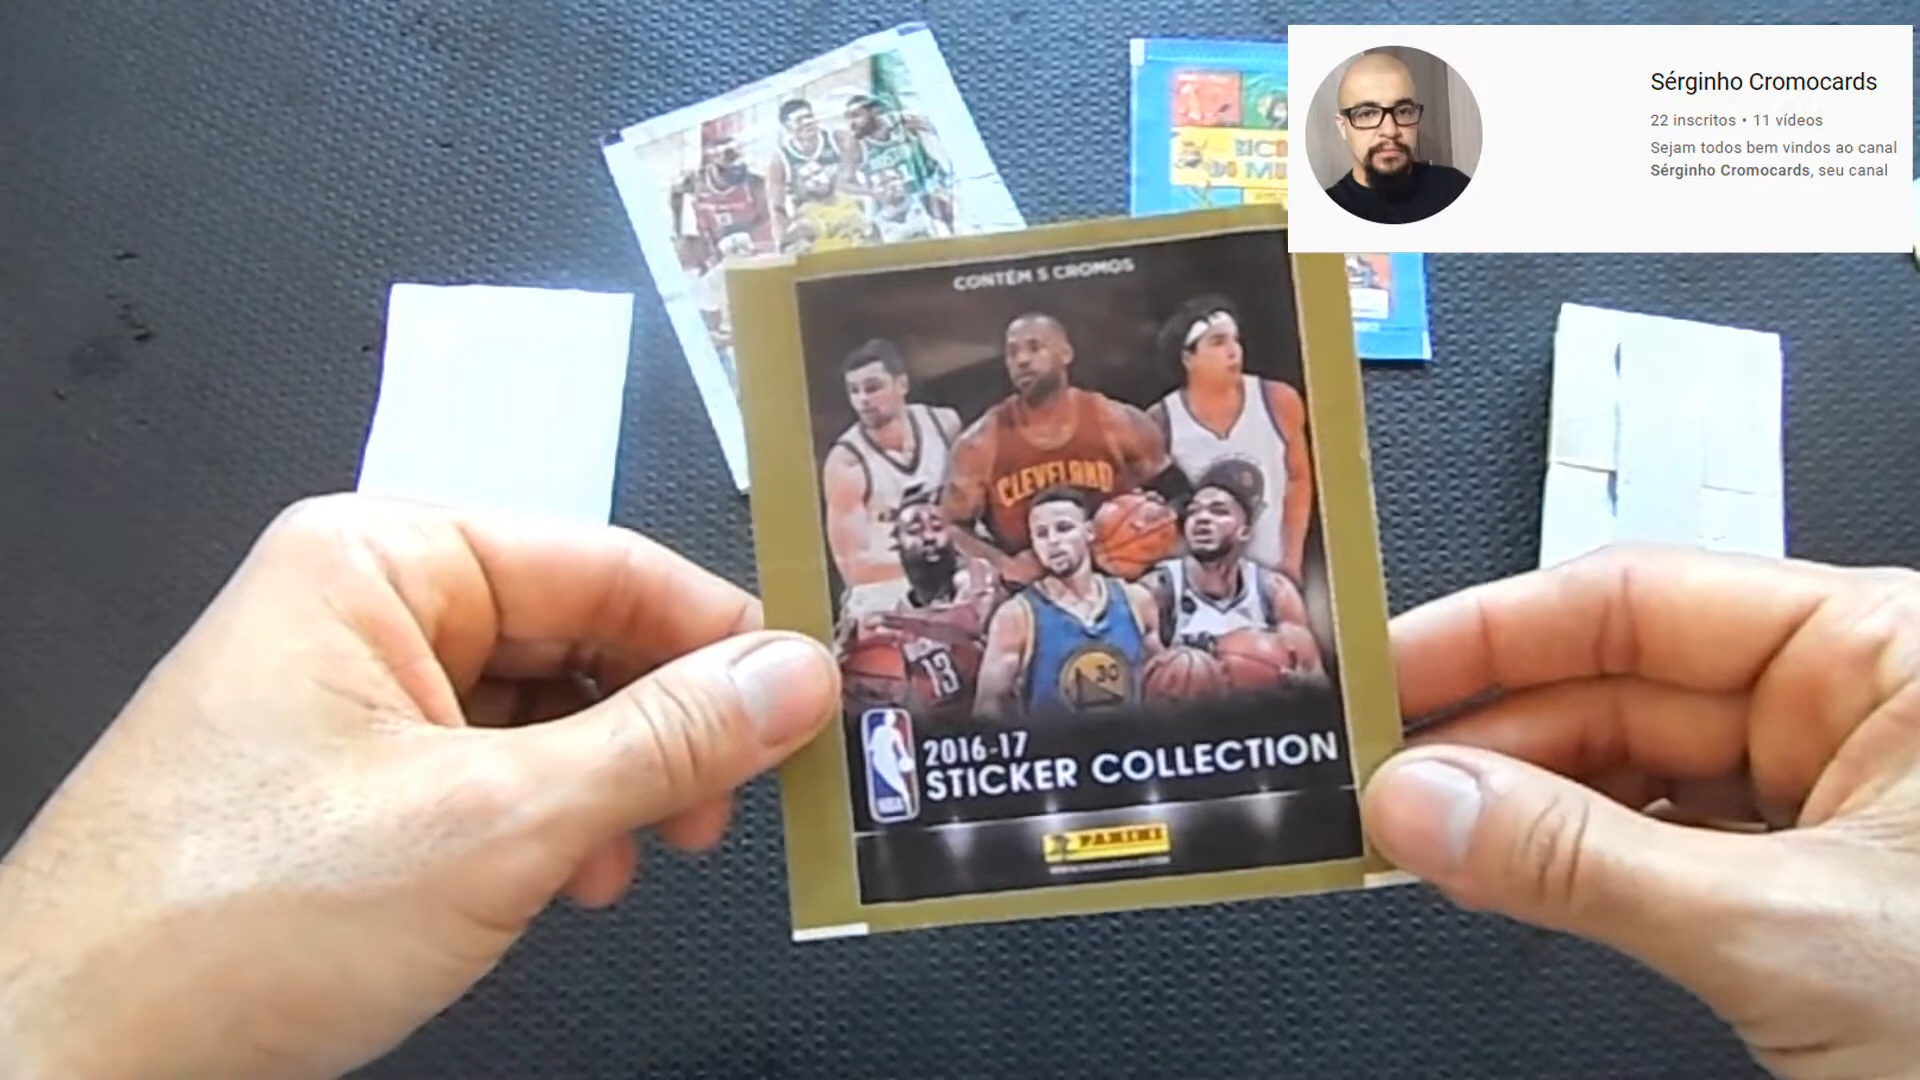 Sérginho Cromocards
22 inscritos • 11 vídeos
Sejam todos bem vindos ao canal
Sérginho Cromocards, seu canal
CONTÉM 5 CROMOS
CLEVELAND
13
30
NBA
2016-17
STICKER COLLECTION
PANINI